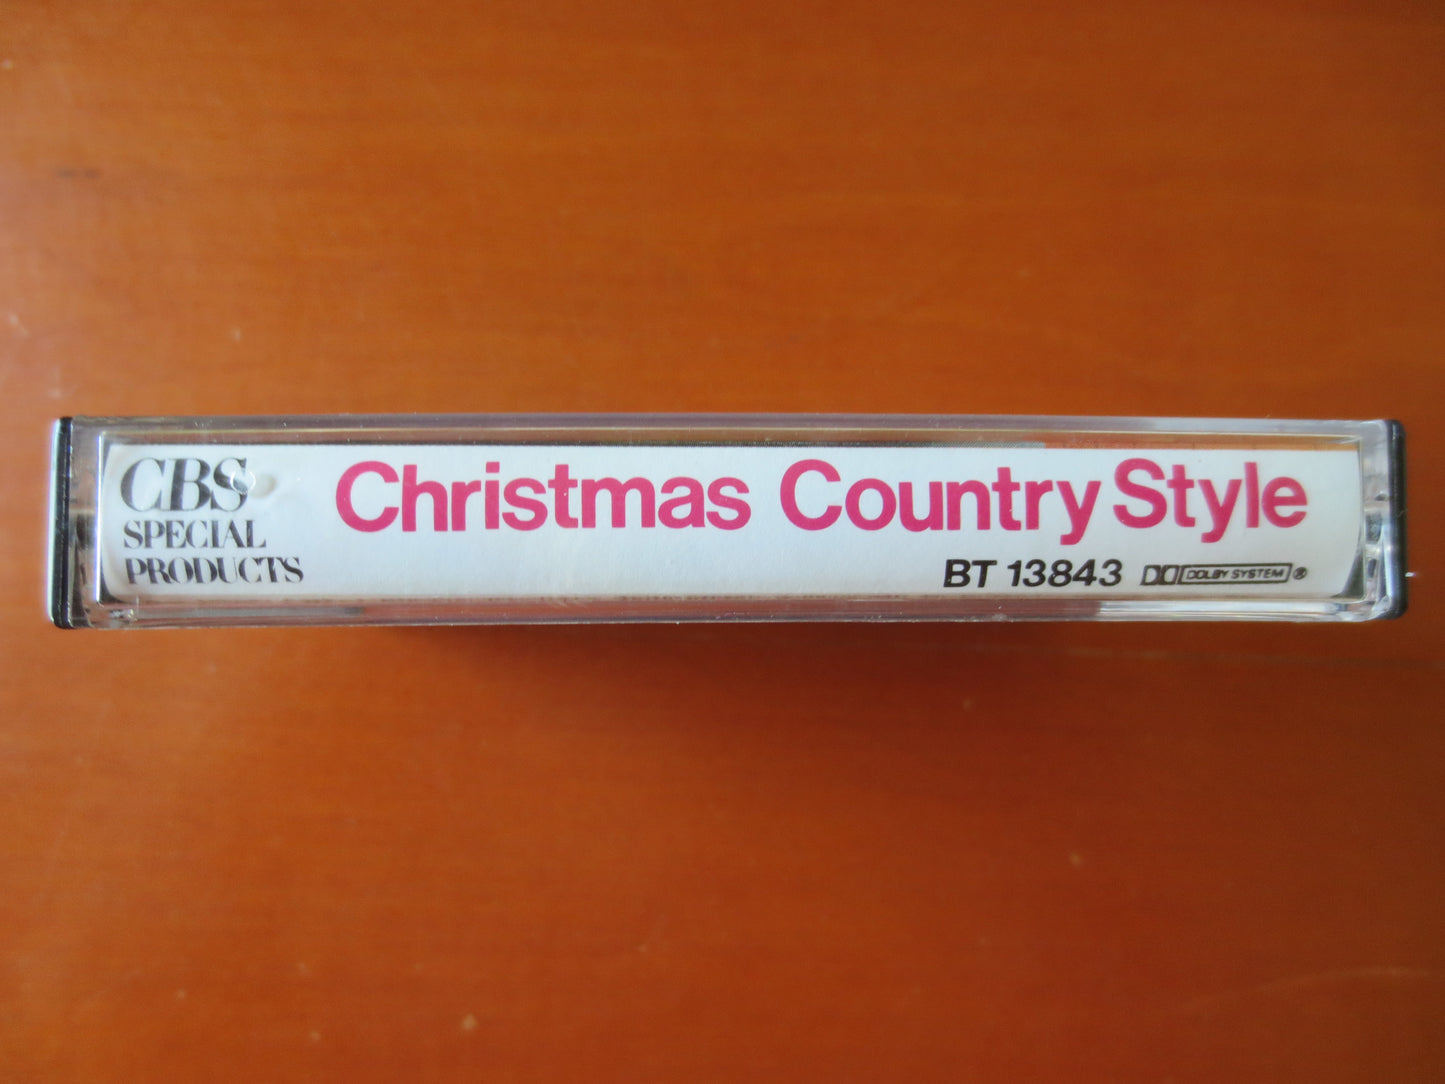 CBS
SPECIAL
PRODUCTS
Christmas Country Style
BT 13843 DOLBY SYSTEM ®